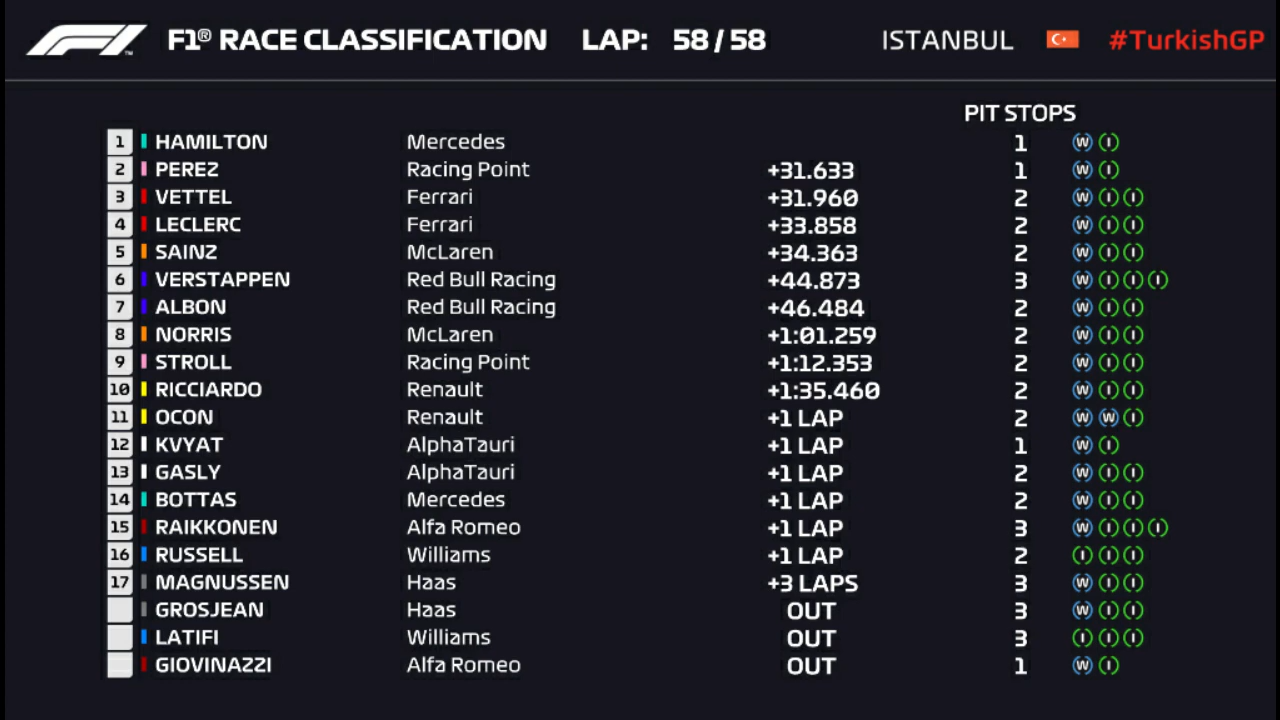 F1® RACE CLASSIFICATION LAP: 58 / 58 ISTANBUL #TurkishGP
PIT STOPS
1 HAMILTON Mercedes 1 W I
2 PEREZ Racing Point +31.633 1 W I
3 VETTEL Ferrari +31.960 2 W I I
4 LECLERC Ferrari +33.858 2 W I I
5 SAINZ McLaren +34.363 2 W I I
6 VERSTAPPEN Red Bull Racing +44.873 3 W I I I
7 ALBON Red Bull Racing +46.484 2 W I I
8 NORRIS McLaren +1:01.259 2 W I I
9 STROLL Racing Point +1:12.353 2 W I I
10 RICCIARDO Renault +1:35.460 2 W I I
11 OCON Renault +1 LAP 2 W W I
12 KVYAT AlphaTauri +1 LAP 1 W I
13 GASLY AlphaTauri +1 LAP 2 W I I
14 BOTTAS Mercedes +1 LAP 2 W I I
15 RAIKKONEN Alfa Romeo +1 LAP 3 W I I I
16 RUSSELL Williams +1 LAP 2 I I I
17 MAGNUSSEN Haas +3 LAPS 3 W I I
GROSJEAN Haas OUT 3 W I I
LATIFI Williams OUT 3 I I I
GIOVINAZZI Alfa Romeo OUT 1 W I